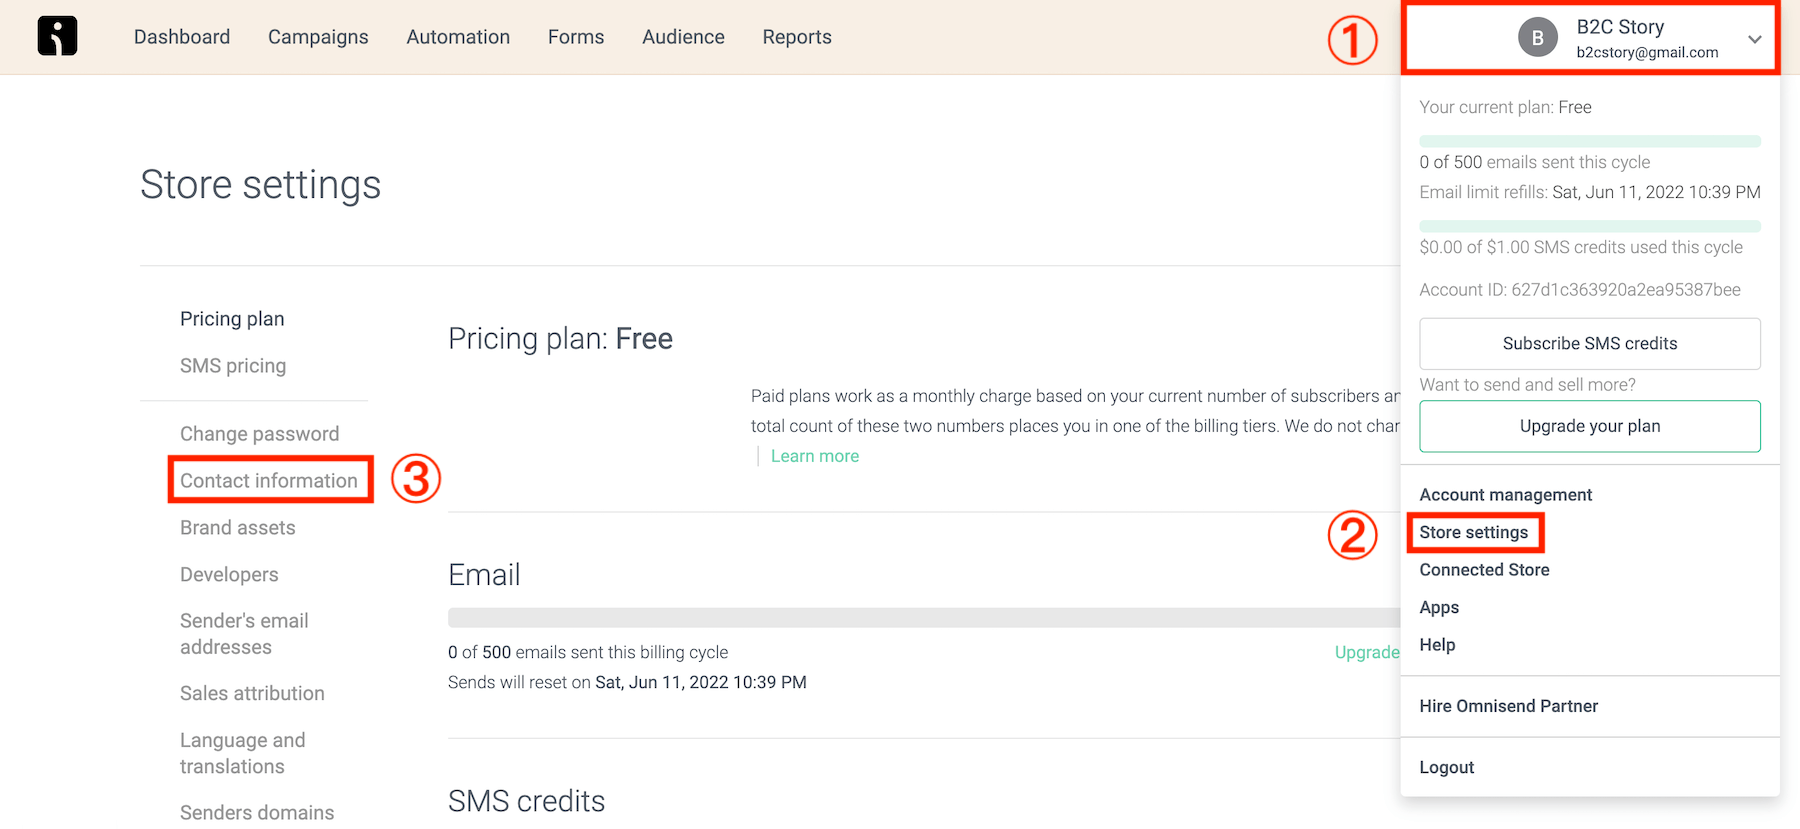 Dashboard Campaigns Automation Forms Audience Reports
①
B
B2C Story
b2cstory@gmail.com
Your current plan: Free
0 of 500 emails sent this cycle
Email limit refills: Sat, Jun 11, 2022 10:39 PM
$0.00 of $1.00 SMS credits used this cycle
Account ID: 627d1c363920a2ea95387bee
Subscribe SMS credits
Want to send and sell more?
Upgrade your plan
Account management
②
Store settings
Connected Store
Apps
Help
Hire Omnisend Partner
Logout
Store settings
Pricing plan
SMS pricing
Change password
Contact information
③
Brand assets
Developers
Sender's email
addresses
Sales attribution
Language and
translations
Senders domains
Pricing plan: Free
Paid plans work as a monthly charge based on your current number of subscribers
total count of these two numbers places you in one of the billing tiers. We do not
Learn more
Email
0 of 500 emails sent this billing cycle
Upgrade
Sends will reset on Sat, Jun 11, 2022 10:39 PM
SMS credits